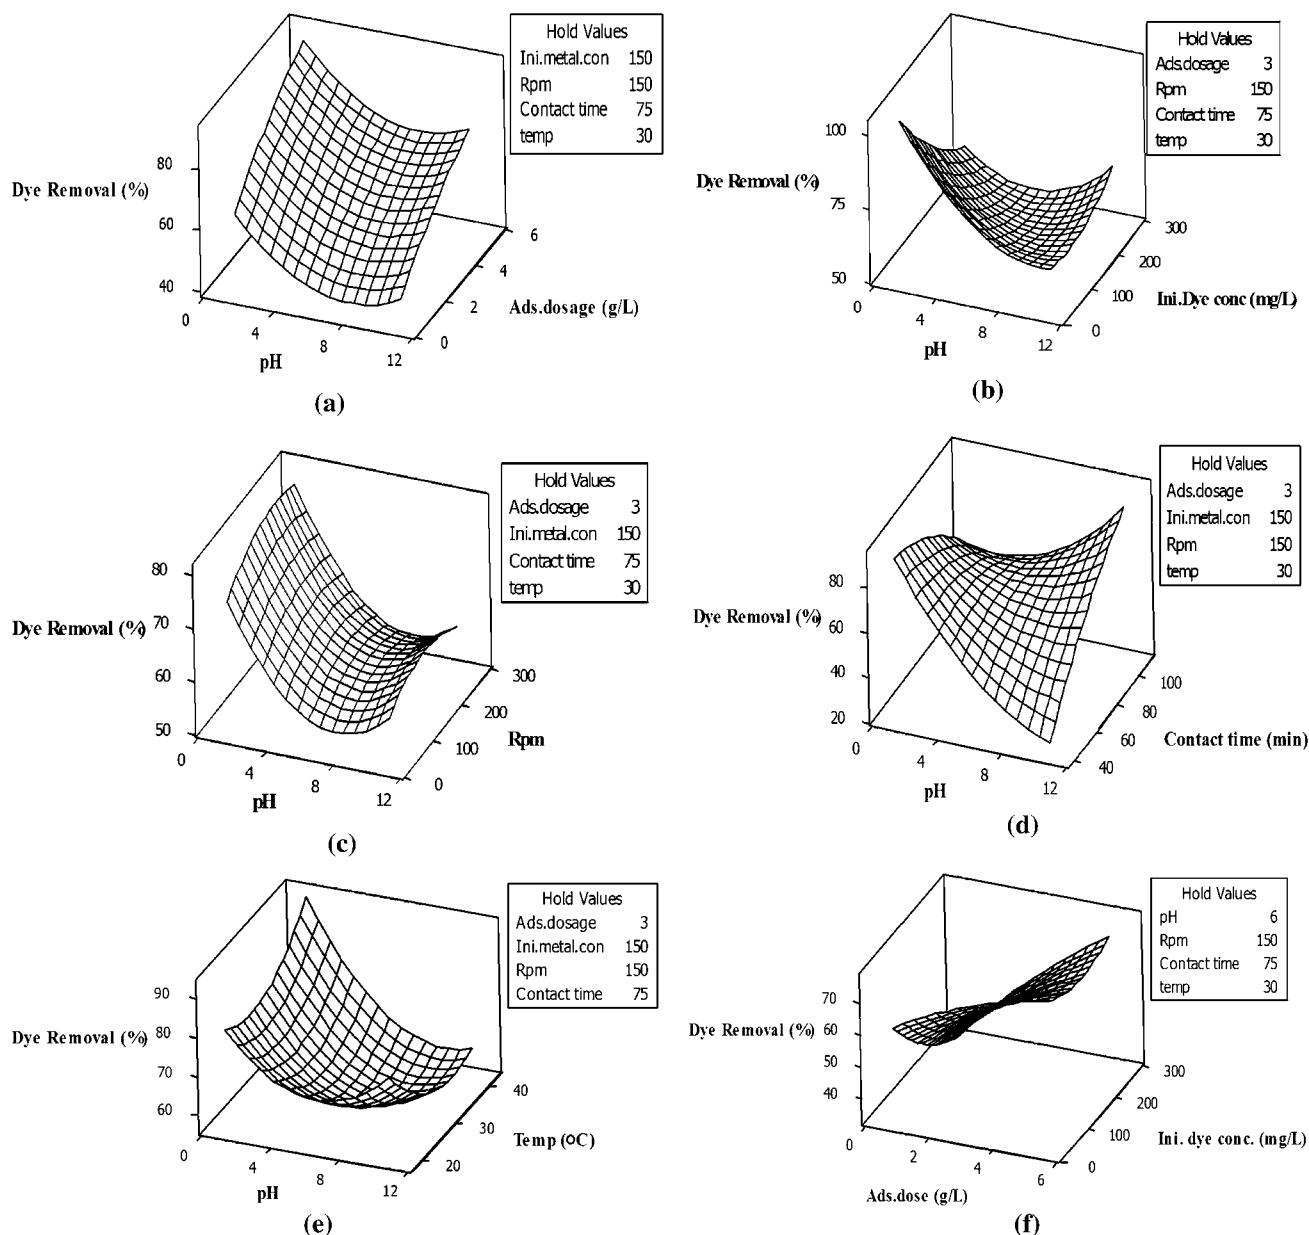 Hold Values
Ini.metal.con 150
Rpm 150
Contact time 75
temp 30
80
Dye Removal (%)
60
40
0
4
8
12
pH
0
2
4
6
Ads.dosage (g/L)
(a)
Hold Values
Ads.dosage 3
Rpm 150
Contact time 75
temp 30
100
Dye Removal (%)
75
50
0
4
8
12
pH
0
100
200
300
Ini.Dye conc (mg/L)
(b)
Hold Values
Ads.dosage 3
Ini.metal.con 150
Contact time 75
temp 30
80
70
Dye Removal (%)
60
50
0
4
8
12
pH
0
100
200
300
Rpm
(c)
Hold Values
Ads.dosage 3
Ini.metal.con 150
Rpm 150
temp 30
80
Dye Removal (%)
60
40
20
0
4
8
12
pH
40
60
80
100
Contact time (min)
(d)
Hold Values
Ads.dosage 3
Ini.metal.con 150
Rpm 150
Contact time 75
90
Dye Removal (%)
80
70
60
0
4
8
12
pH
20
30
40
Temp (OC)
(e)
Hold Values
pH 6
Rpm 150
Contact time 75
temp 30
70
Dye Removal (%)
60
50
40
0
2
4
6
Ads.dose (g/L)
0
100
200
300
Ini. dye conc. (mg/L)
(f)